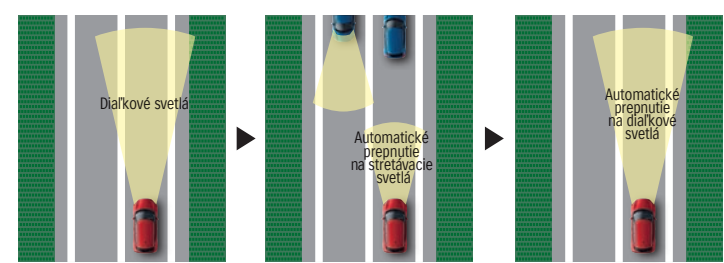 Diaľkové svetlá
Automatické
prepnutie
na stretávacie
svetlá
Automatické
prepnutie
na diaľkové
svetlá